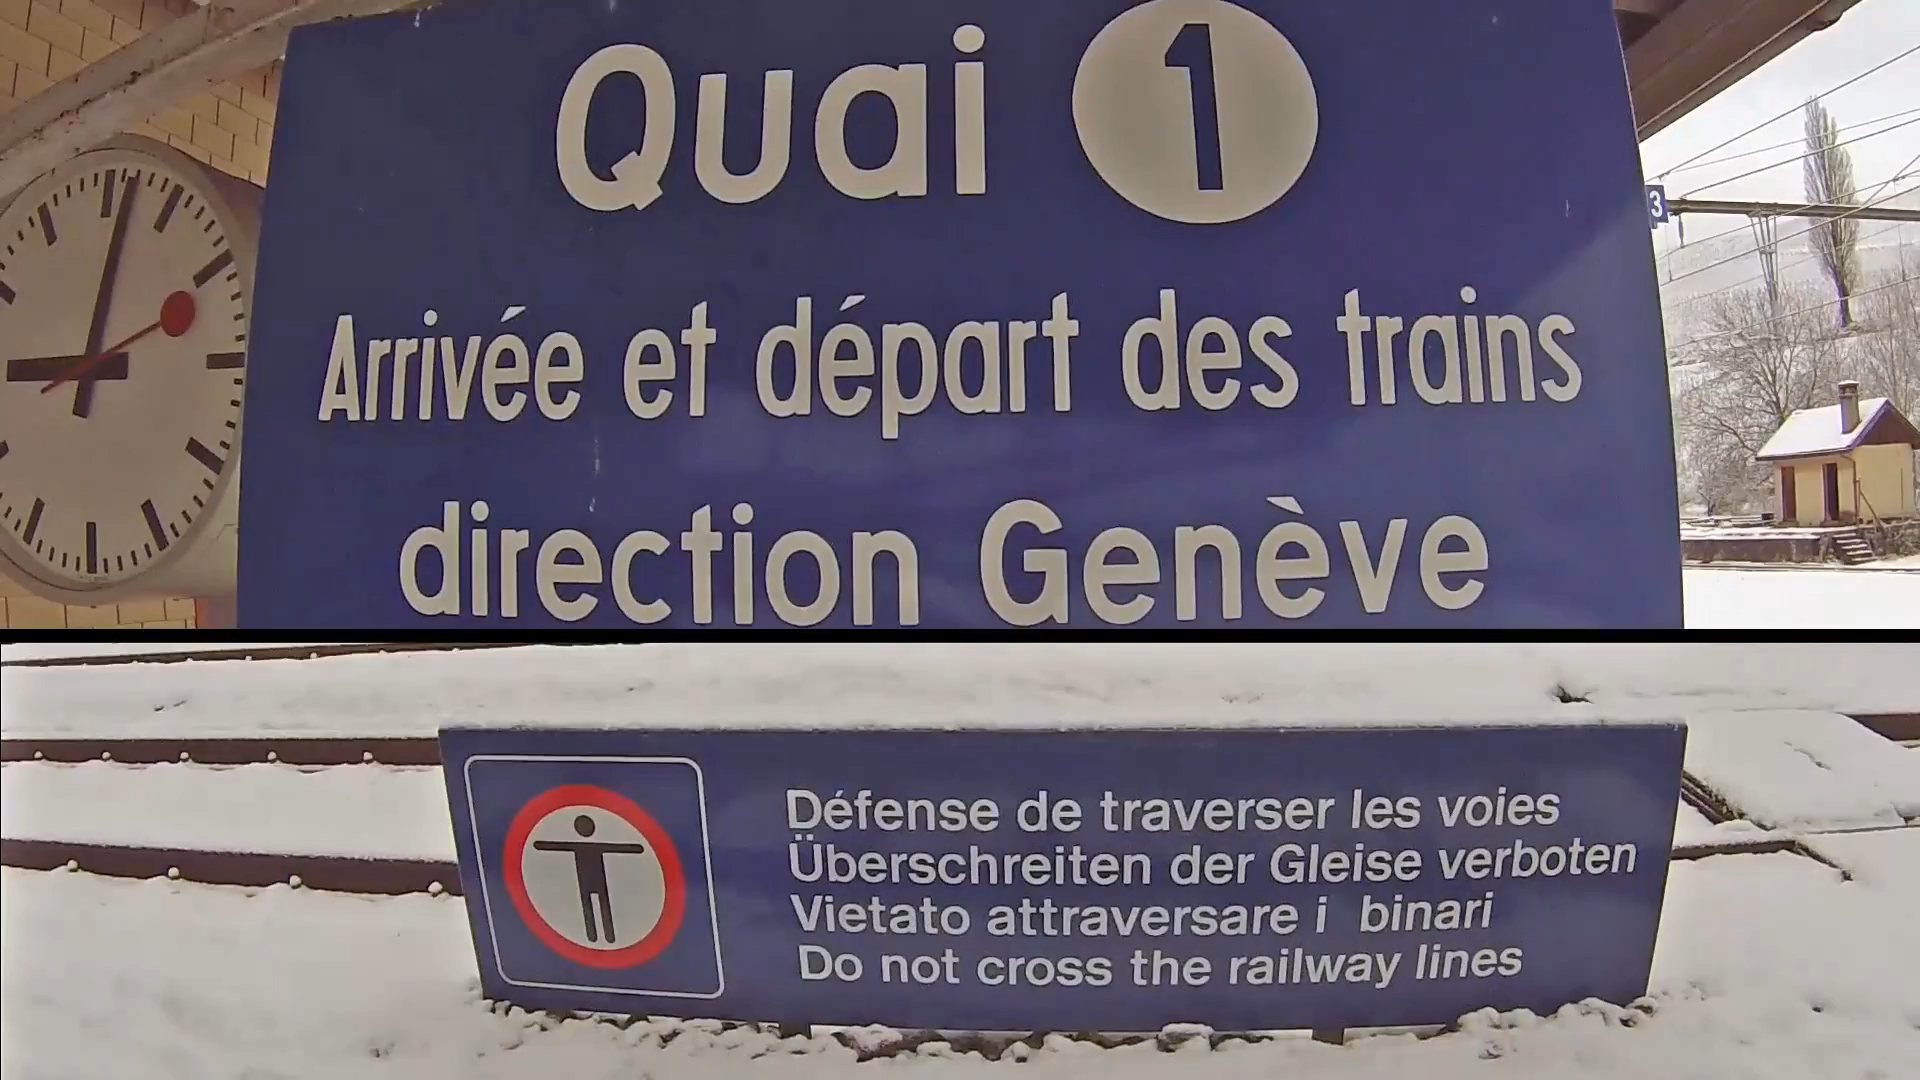 Quai 1
Arrivée et départ des trains
direction Genève
3
Défense de traverser les voies
Überschreiten der Gleise verboten
Vietato attraversare i binari
Do not cross the railway lines